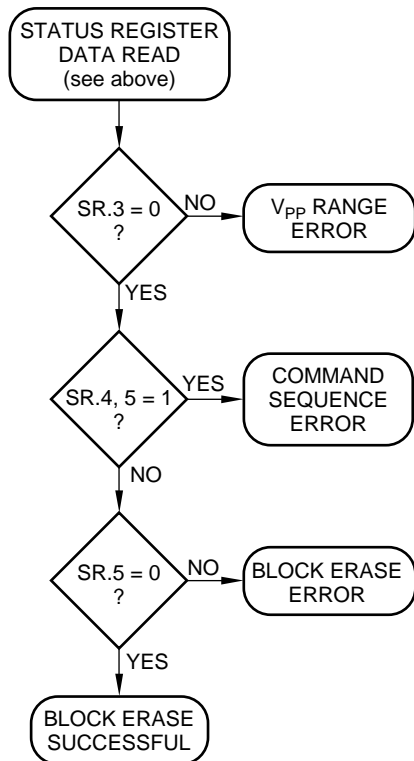 STATUS REGISTER
DATA READ
(see above)
SR.3 = 0
?
NO
VPP RANGE
ERROR
YES
SR.4, 5 = 1
?
YES
COMMAND
SEQUENCE
ERROR
NO
SR.5 = 0
?
NO
BLOCK ERASE
ERROR
YES
BLOCK ERASE
SUCCESSFUL